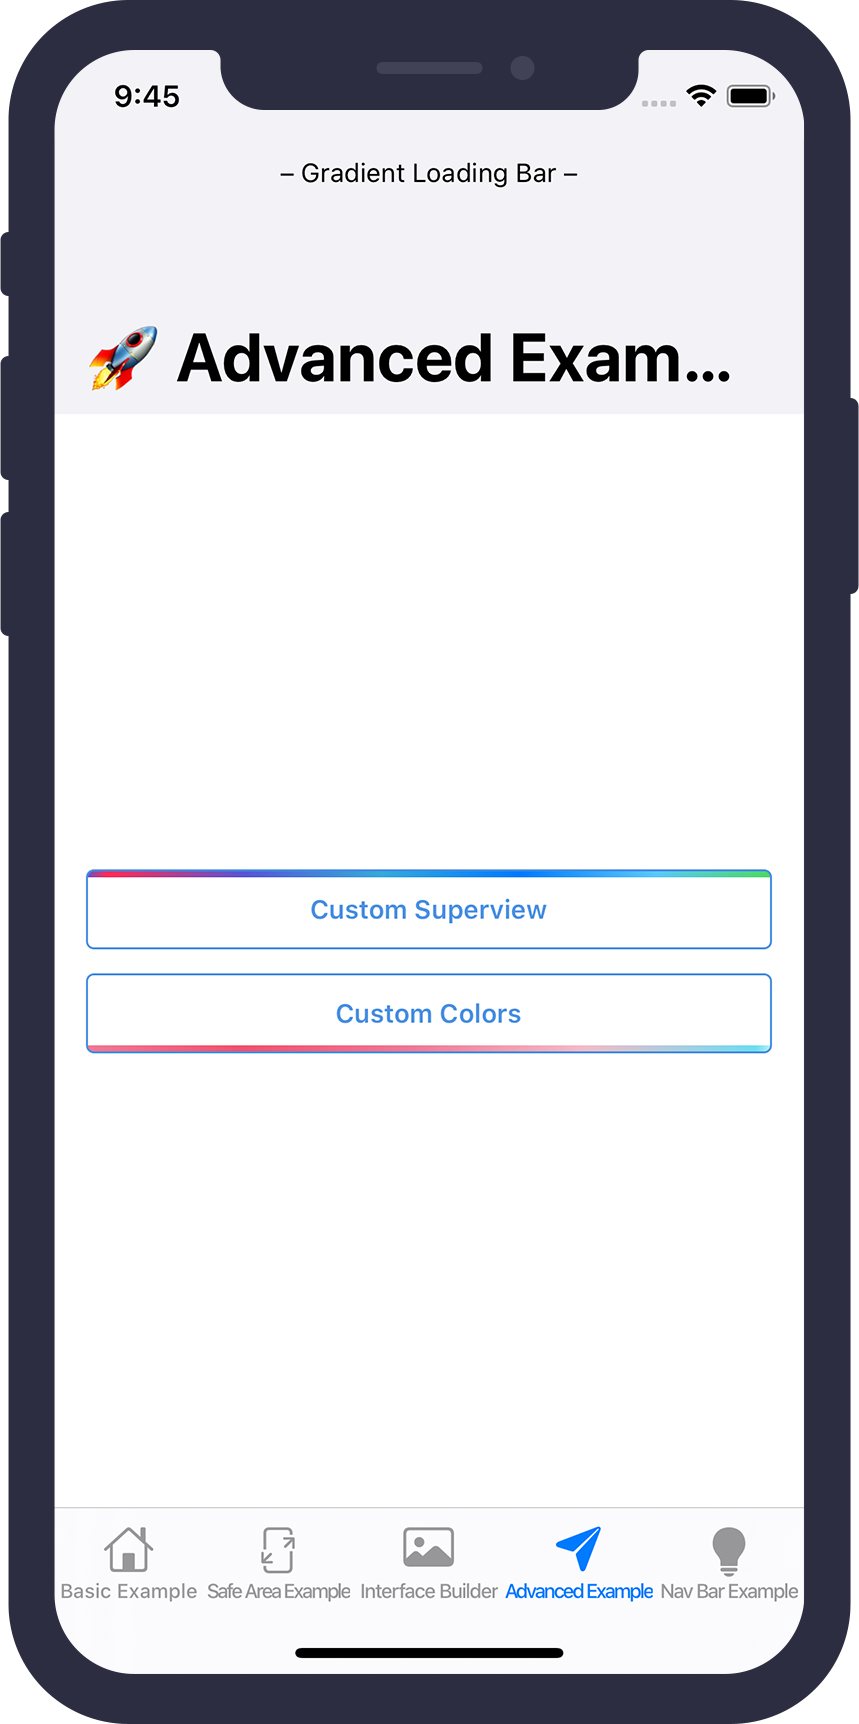 9:45
– Gradient Loading Bar –
🚀 Advanced Exam...
Custom Superview
Custom Colors
Basic Example Safe Area Example Interface Builder Advanced Example Nav Bar Example